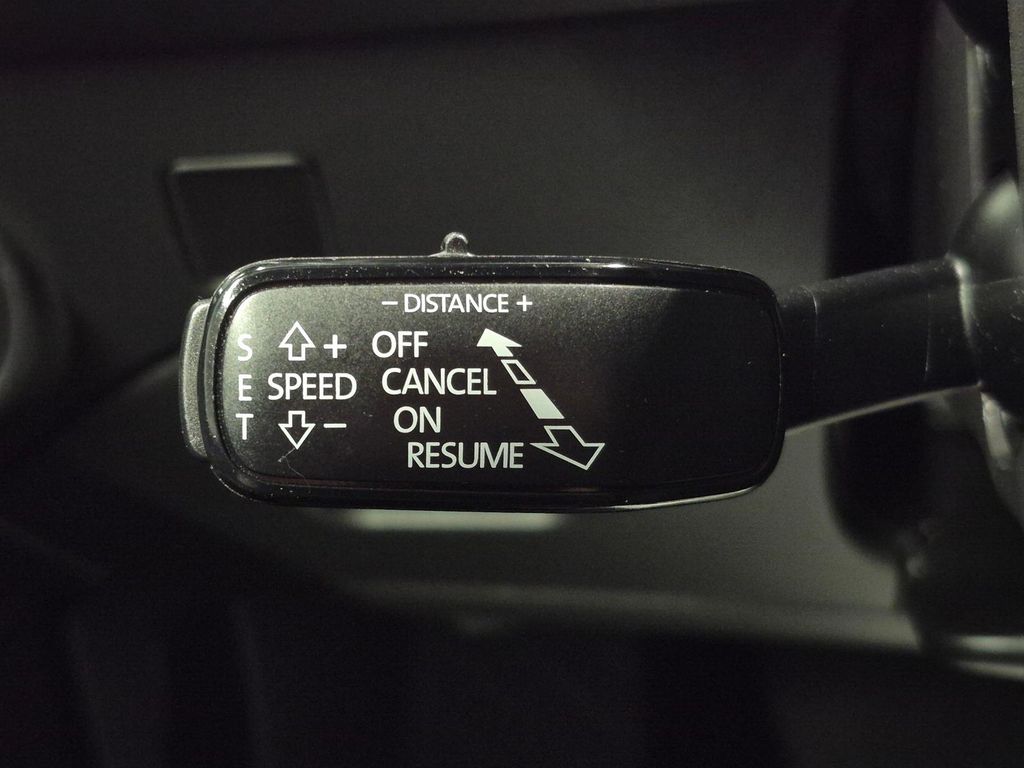 – DISTANCE +
S + OFF
E SPEED CANCEL
T – ON
RESUME